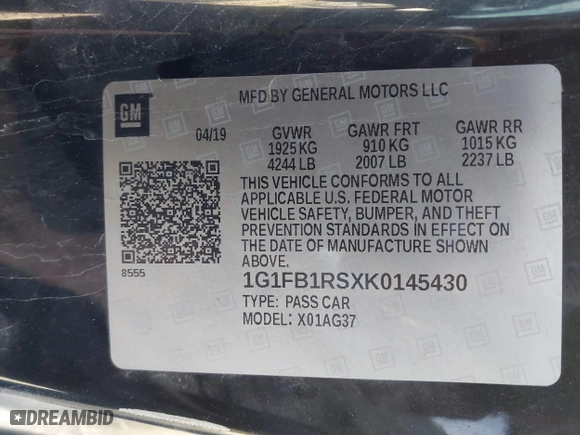 MFD BY GENERAL MOTORS LLC
GM
04/19 GVWR GAWR FRT GAWR RR
1925 KG 910 KG 1015 KG
4244 LB 2007 LB 2237 LB
THIS VEHICLE CONFORMS TO ALL
APPLICABLE U.S. FEDERAL MOTOR
VEHICLE SAFETY, BUMPER, AND THEFT
PREVENTION STANDARDS IN EFFECT ON
THE DATE OF MANUFACTURE SHOWN
ABOVE.
8555
1G1FB1RSXK0145430
TYPE: PASS CAR
MODEL: X01AG37
DREAMBID